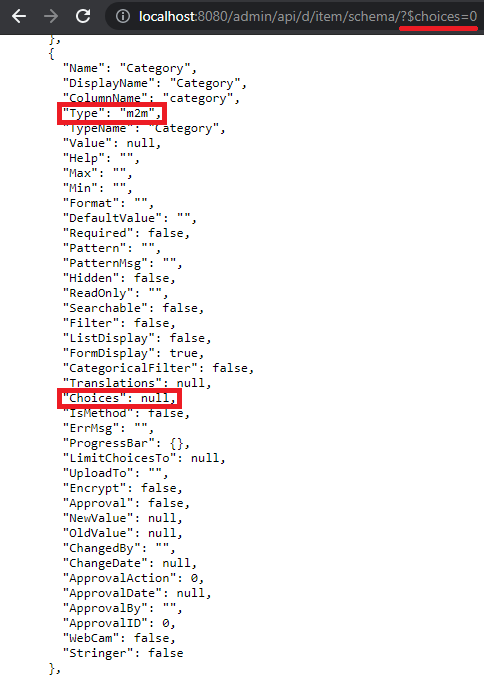 localhost:8080/admin/api/d/item/schema/?$choices=0
},
{
"Name": "Category",
"DisplayName": "Category",
"ColumnName": "category",
"Type": "m2m",
"TypeName": "Category",
"Value": null,
"Help": "",
"Max": "",
"Min": "",
"Format": "",
"DefaultValue": "",
"Required": false,
"Pattern": "",
"PatternMsg": "",
"Hidden": false,
"ReadOnly": "",
"Searchable": false,
"Filter": false,
"ListDisplay": false,
"FormDisplay": true,
"CategoricalFilter": false,
"Translations": null,
"Choices": null,
"IsMethod": false,
"ErrMsg": "",
"ProgressBar": {},
"LimitChoicesTo": null,
"UploadTo": "",
"Encrypt": false,
"Approval": false,
"NewValue": null,
"OldValue": null,
"ChangedBy": "",
"ChangeDate": null,
"ApprovalAction": 0,
"ApprovalDate": null,
"ApprovalBy": "",
"ApprovalID": 0,
"WebCam": false,
"Stringer": false
},